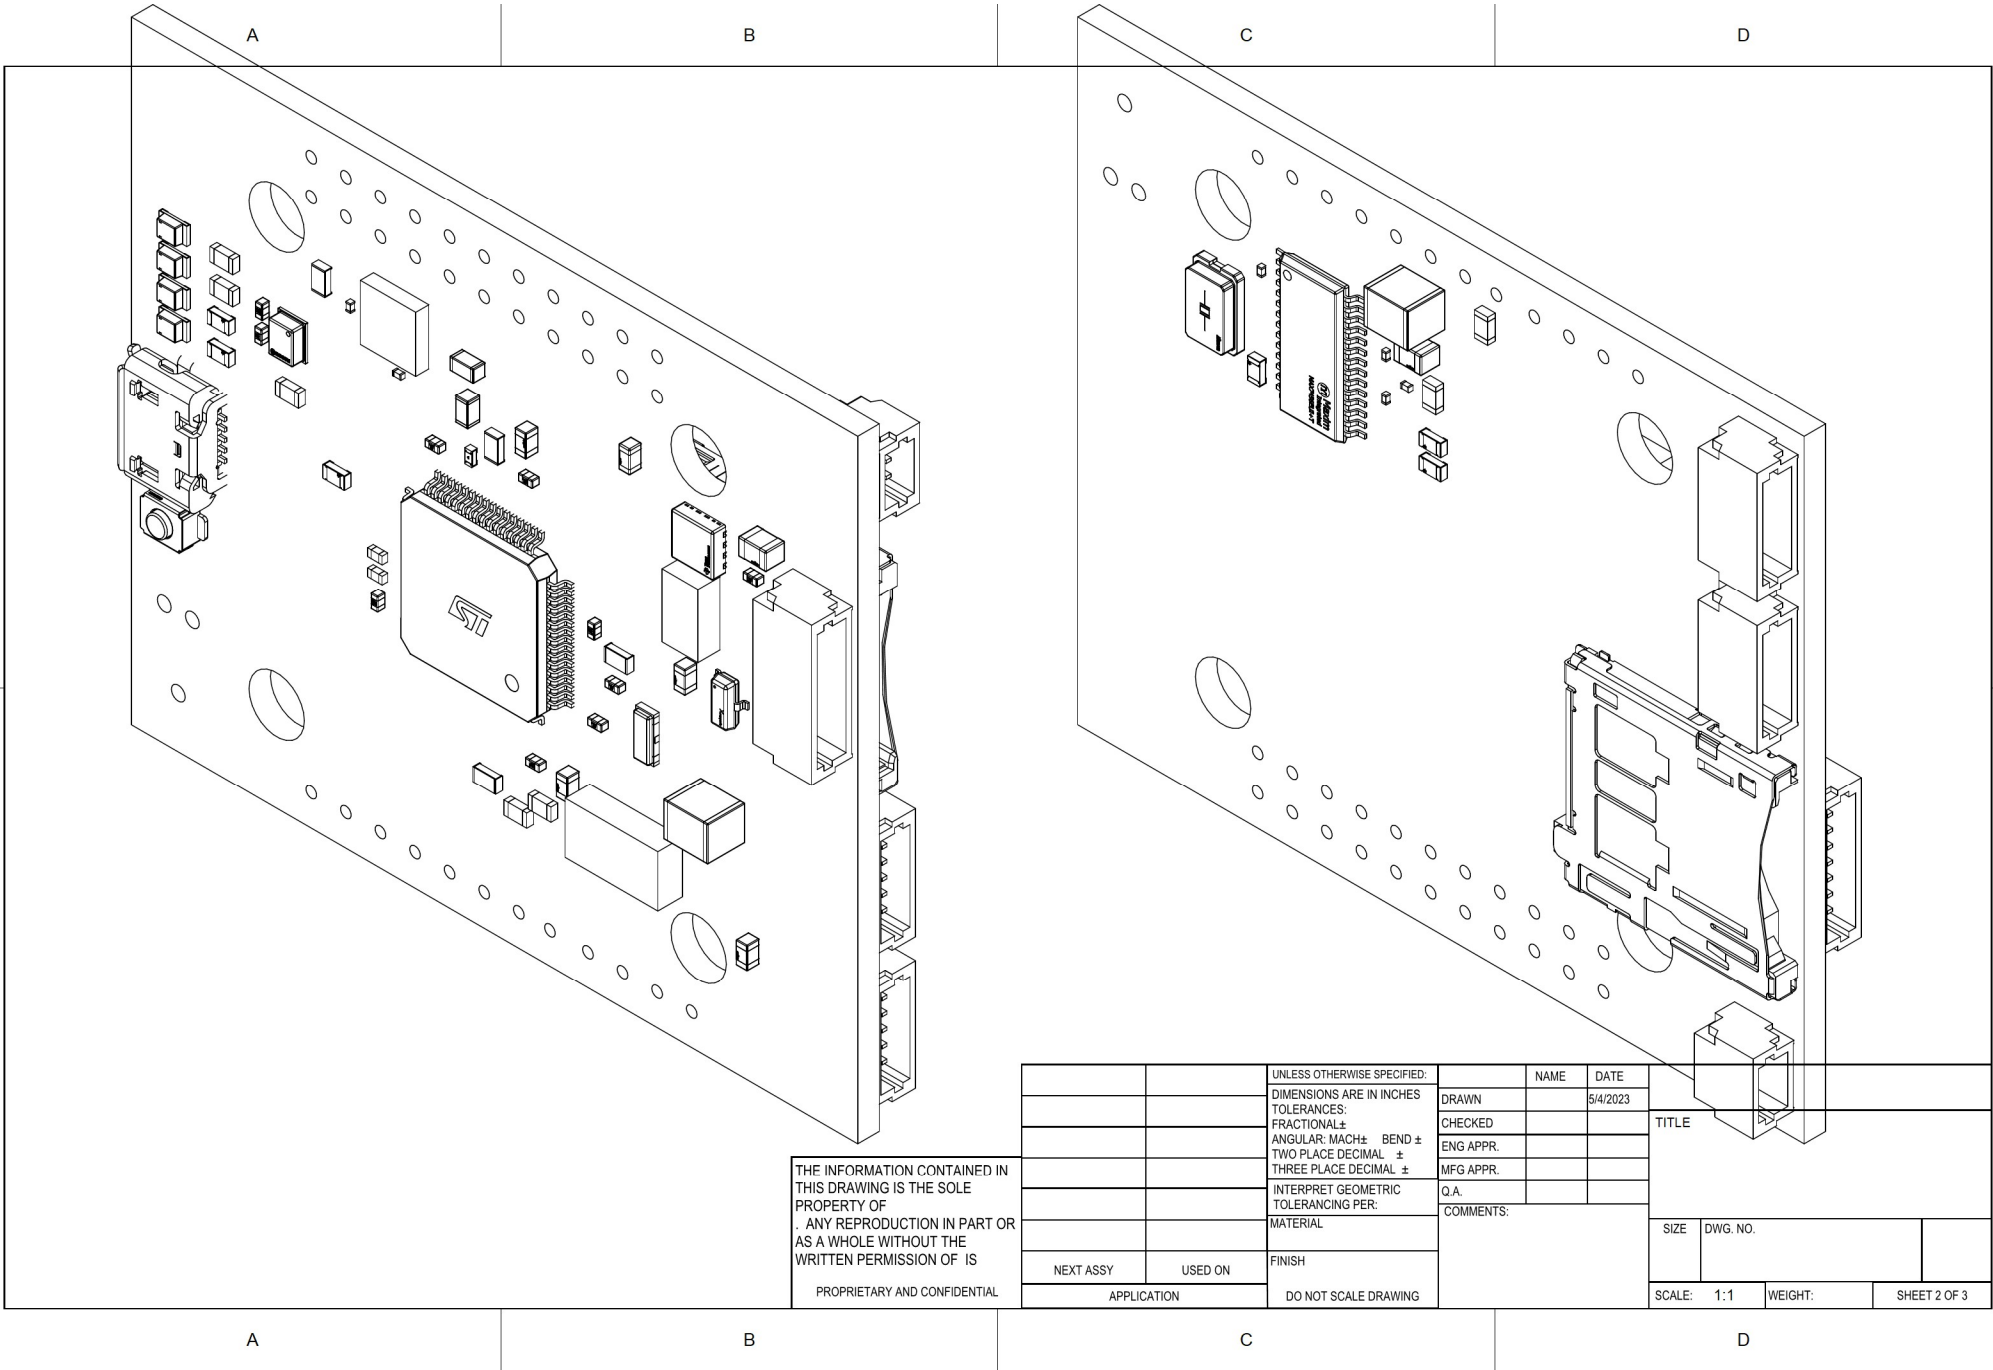 A B C D
ST
Maxim
Integrated
UNLESS OTHERWISE SPECIFIED:
DIMENSIONS ARE IN INCHES
TOLERANCES:
FRACTIONAL±
ANGULAR: MACH± BEND ±
TWO PLACE DECIMAL ±
THREE PLACE DECIMAL ±
INTERPRET GEOMETRIC
TOLERANCING PER:
MATERIAL
FINISH
DO NOT SCALE DRAWING
NAME DATE
DRAWN 5/4/2023
CHECKED
ENG APPR.
MFG APPR.
Q.A.
COMMENTS:
TITLE
SIZE DWG. NO.
SCALE: 1:1 WEIGHT: SHEET 2 OF 3
THE INFORMATION CONTAINED IN
THIS DRAWING IS THE SOLE
PROPERTY OF
. ANY REPRODUCTION IN PART OR
AS A WHOLE WITHOUT THE
WRITTEN PERMISSION OF IS
PROPRIETARY AND CONFIDENTIAL
NEXT ASSY USED ON
APPLICATION
A B C D